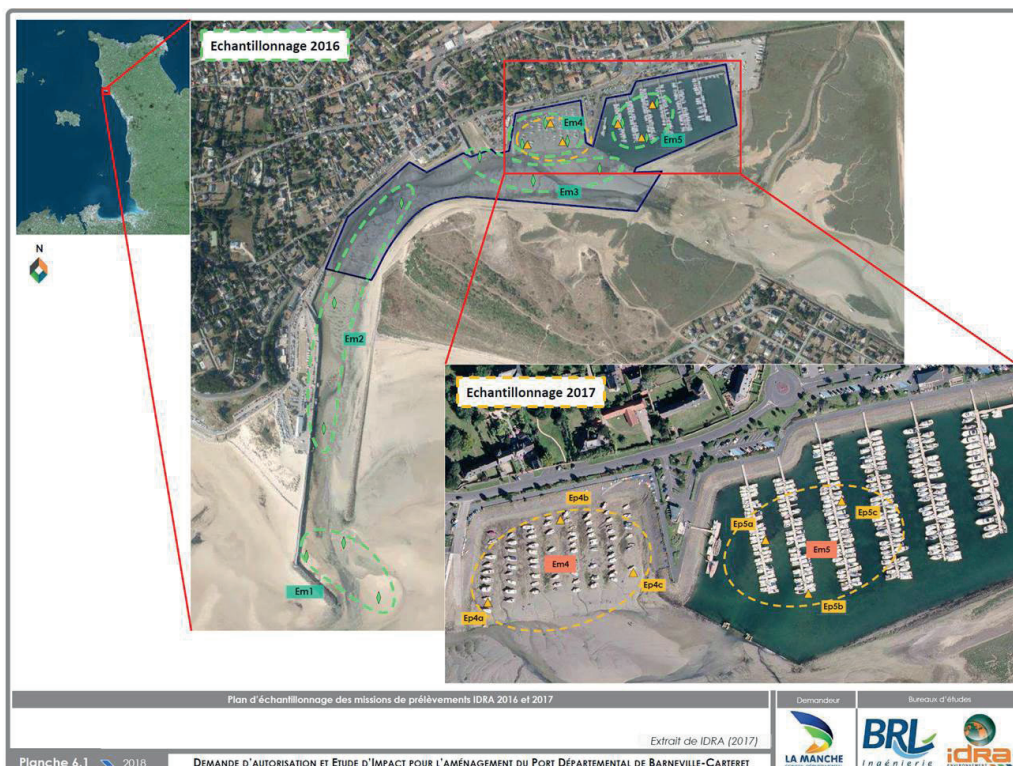 Echantillonnage 2016
Em4
Em5
Em3
N
Em2
Echantillonnage 2017
Ep4b
Ep5a
Ep5c
Em4
Em5
Ep4c
Ep4a
Ep5b
Em1
Plan d'échantillonnage des missions de prélèvements IDRA 2016 et 2017
Demandeur
Bureaux d'études
Extrait de IDRA (2017)
LA MANCHE
BRL
Ingénierie
idra
ENVIRONNEMENT
Planche 6.1
2018
DEMANDE D'AUTORISATION ET ETUDE D'IMPACT POUR L'AMÉNAGEMENT DU PORT DÉPARTEMENTAL DE BARNEVILLE-CARTERET